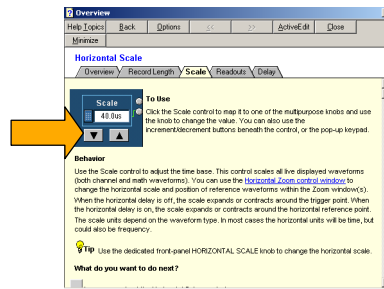 Overview
Help Topics Back Options << >> ActiveEdit Close
Minimize
Horizontal Scale
Overview Record Length Scale Readouts Delay
Scale
40.0us
To Use
Click the Scale control to map it to one of the multipurpose knobs and use
the knob to change the value. You can also use the
increment/decrement buttons beneath the control, or the pop-up keypad.
Behavior
Use the Scale control to adjust the time base. This control scales all live displayed waveforms
(both channel and math waveforms). You can use the Horizontal Zoom control window to
change the horizontal scale and position of reference waveforms within the Zoom window(s).
When the horizontal delay is off, the scale expands or contracts around the trigger point. When
the horizontal delay is on, the scale expands or contracts around the horizontal reference point.
The scale units depend on the waveform type. In most cases the horizontal units will be time, but
could also be frequency.
Tip Use the dedicated front-panel HORIZONTAL SCALE knob to change the horizontal scale.
What do you want to do next?